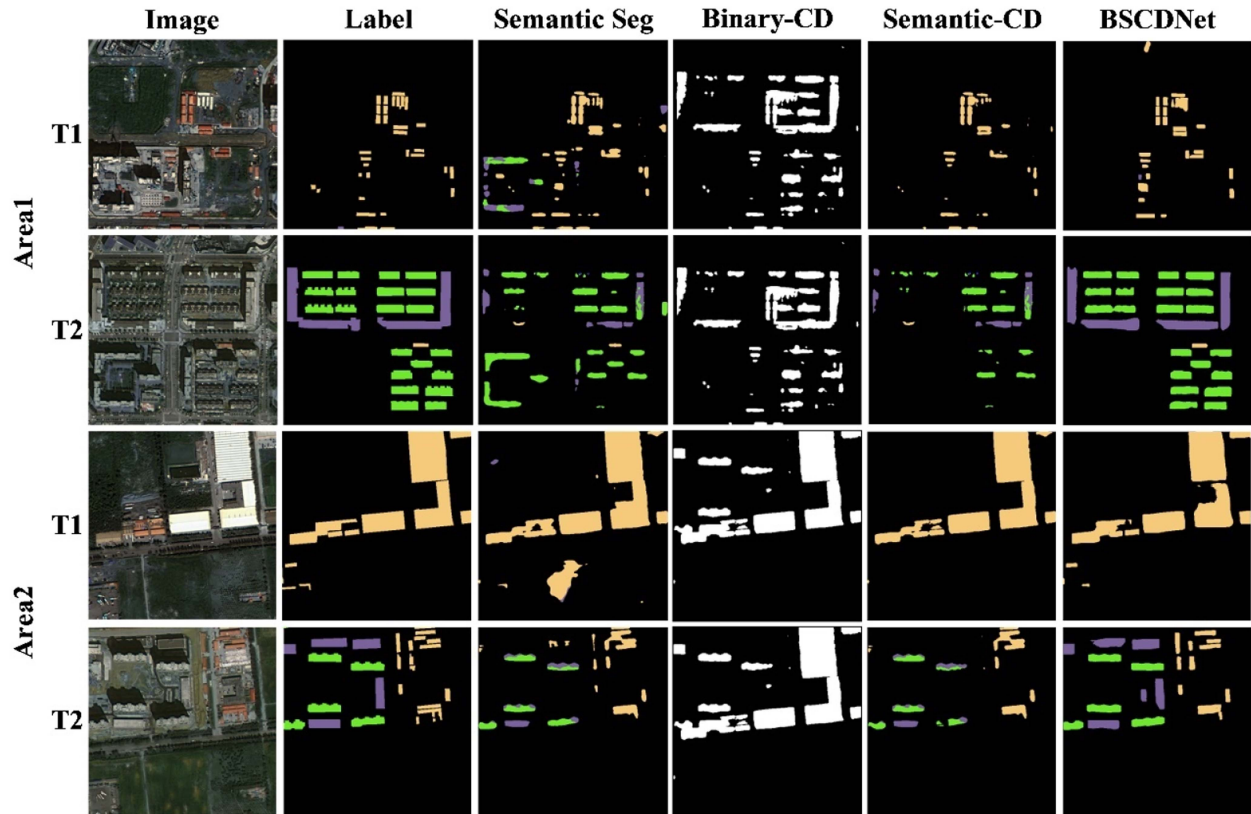 Image Label Semantic Seg Binary-CD Semantic-CD BSCDNet
Area1
T1
T2
Area2
T1
T2